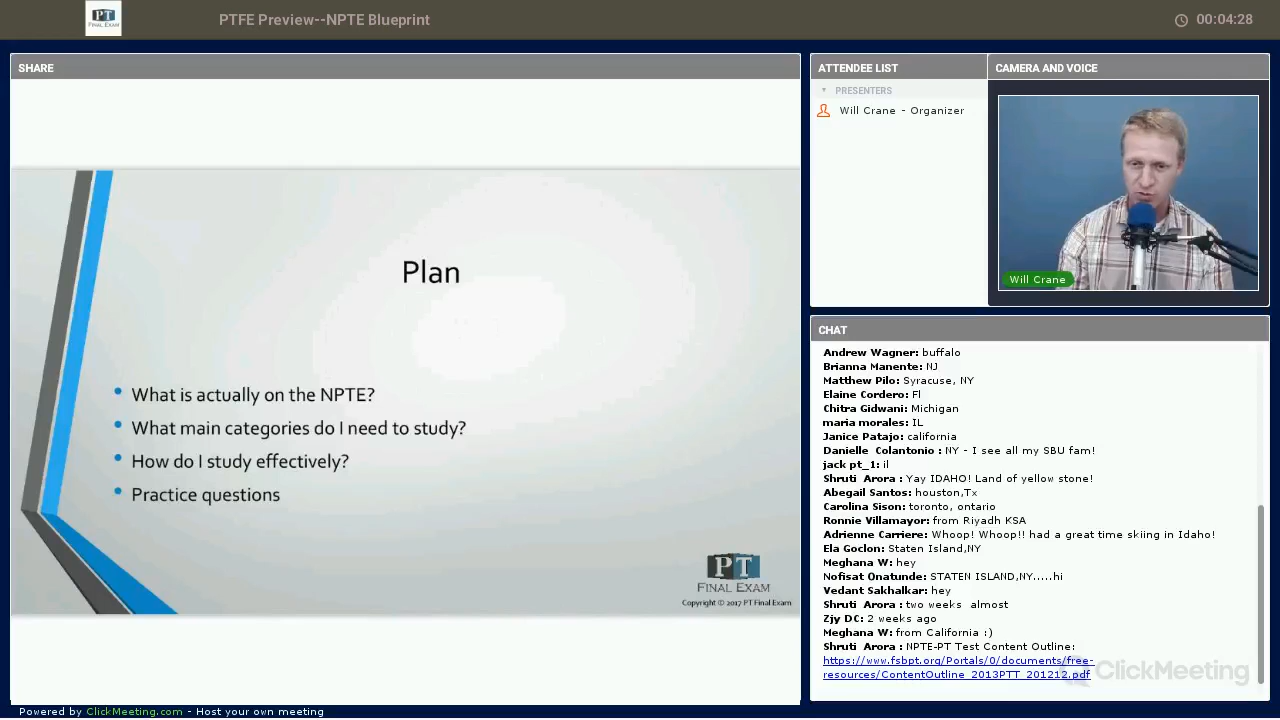 PT
FINAL EXAM
PTFE Preview--NPTE Blueprint
00:04:28
SHARE
Plan
What is actually on the NPTE?
What main categories do I need to study?
How do I study effectively?
Practice questions
PT
FINAL EXAM
Copyright © 2017 PT Final Exam
ATTENDEE LIST
PRESENTERS
Will Crane - Organizer
CAMERA AND VOICE
Will Crane
CHAT
Andrew Wagner: buffalo
Brianna Manente: NJ
Matthew Pilo: Syracuse, NY
Elaine Cordero: Fl
Chitra Gidwani: Michigan
maria morales: IL
Janice Patajo: california
Danielle Colantonio : NY - I see all my SBU fam!
jack pt_1: il
Shruti Arora : Yay IDAHO! Land of yellow stone!
Abegail Santos: houston,Tx
Carolina Sison: toronto, ontario
Ronnie Villamayor: from Riyadh KSA
Adrienne Carriere: Whoop! Whoop!! had a great time skiing in Idaho!
Ela Goclon: Staten Island,NY
Meghana W: hey
Nofisat Onatunde: STATEN ISLAND,NY.....hi
Vedant Sakhalkar: hey
Shruti Arora : two weeks almost
Zjy DC: 2 weeks ago
Meghana W: from California :)
Shruti Arora : NPTE-PT Test Content Outline:
https://www.fsbpt.org/Portals/0/documents/free-
resources/ContentOutline_2013PTT_201212.pdf
ClickMeeting
Powered by ClickMeeting.com - Host your own meeting